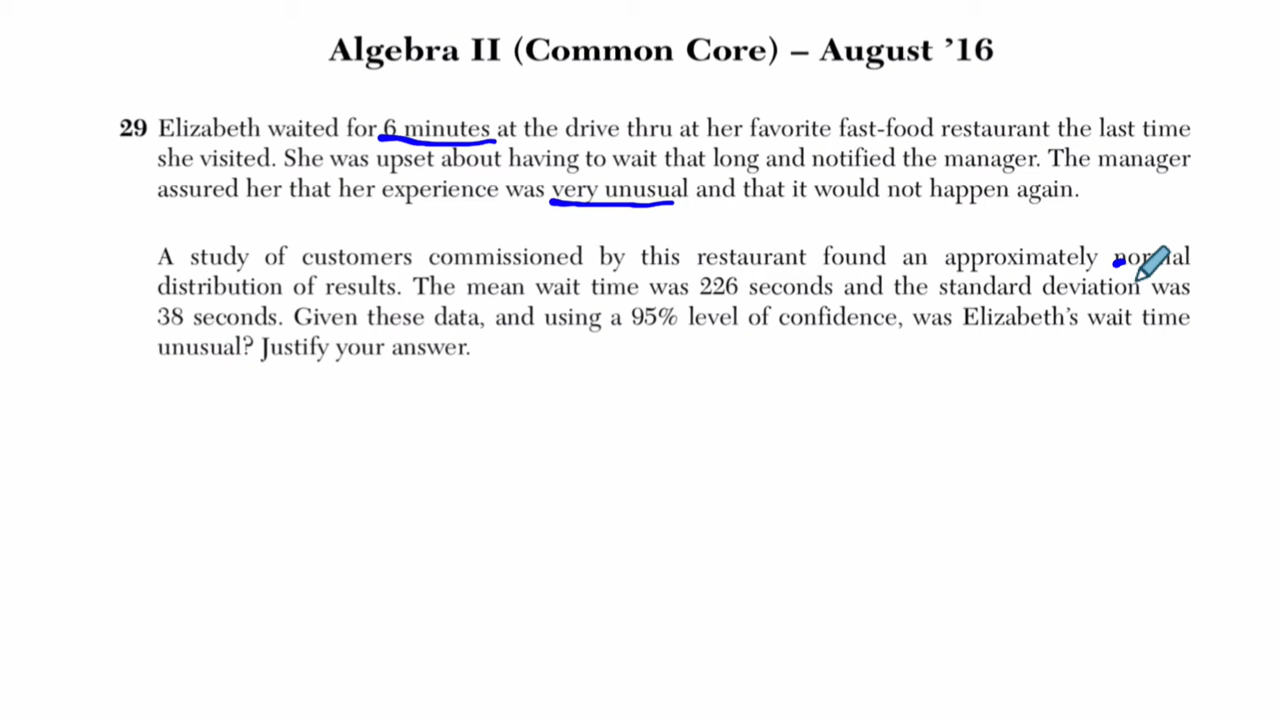 Algebra II (Common Core) – August ’16
29 Elizabeth waited for 6 minutes at the drive thru at her favorite fast-food restaurant the last time
she visited. She was upset about having to wait that long and notified the manager. The manager
assured her that her experience was very unusual and that it would not happen again.
A study of customers commissioned by this restaurant found an approximately normal
distribution of results. The mean wait time was 226 seconds and the standard deviation was
38 seconds. Given these data, and using a 95% level of confidence, was Elizabeth’s wait time
unusual? Justify your answer.